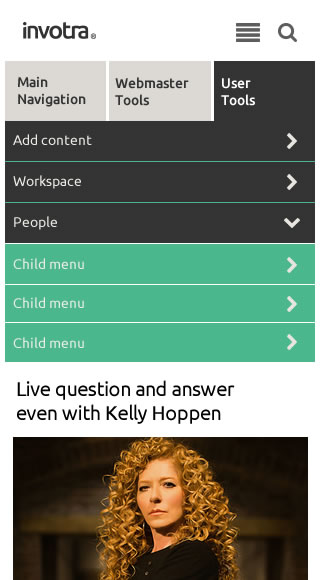 invotra®
Main
Navigation
Webmaster
Tools
User
Tools
Add content
Workspace
People
Child menu
Child menu
Child menu
Live question and answer
even with Kelly Hoppen